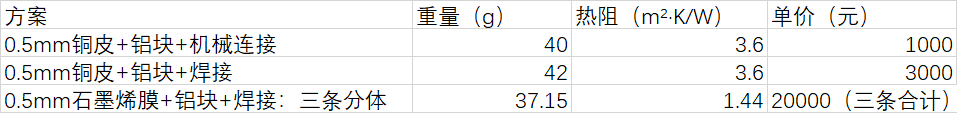 方案 重量（g） 热阻（m²·K/W） 单价（元）
0.5mm铜皮+铝块+机械连接 40 3.6 1000
0.5mm铜皮+铝块+焊接 42 3.6 3000
0.5mm石墨烯膜+铝块+焊接：三条分体 37.15 1.44 20000（三条合计）